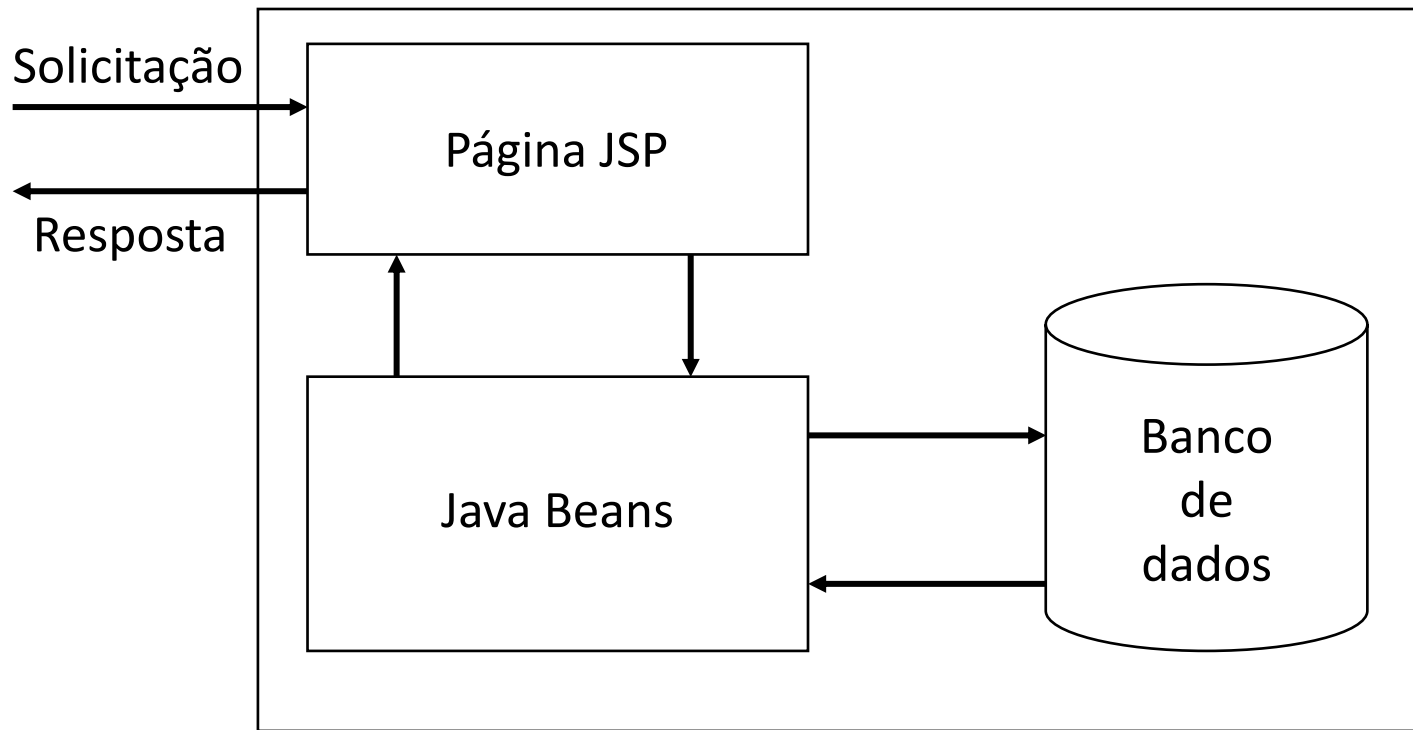 Solicitação
Página JSP
Resposta
Java Beans
Banco
de
dados